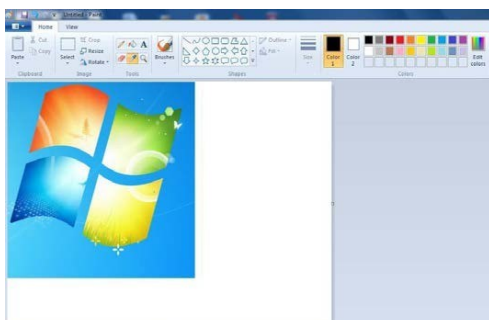 Untitled - Paint
Home View
Cut
Copy
Paste
Clipboard
Crop
Resize
Rotate
Select
Image
A
Tools
Brushes
Outline
Fill
Shapes
Size
Color 1
Color 2
Edit colors
Colors